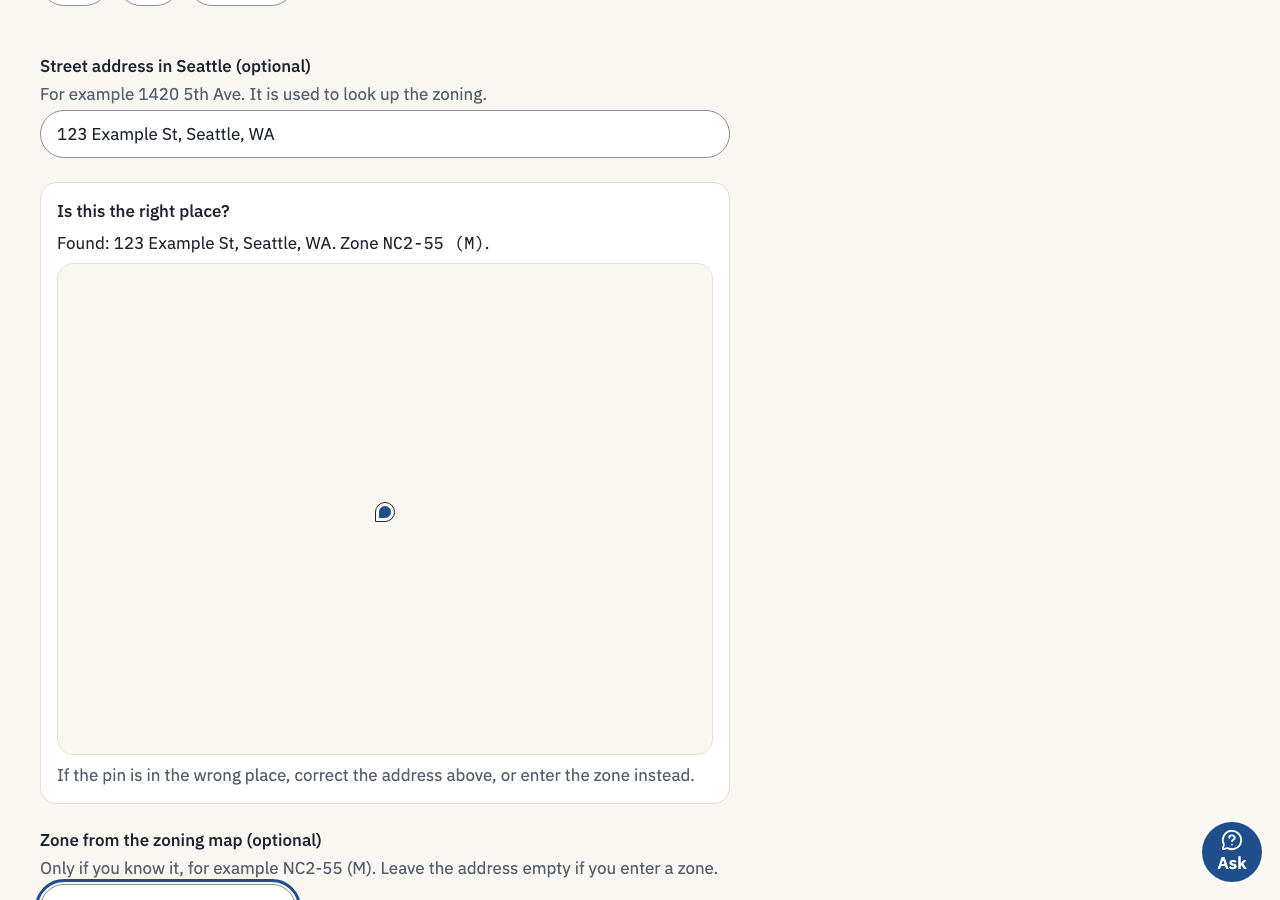 Street address in Seattle (optional)
For example 1420 5th Ave. It is used to look up the zoning.
123 Example St, Seattle, WA
Is this the right place?
Found: 123 Example St, Seattle, WA. Zone NC2-55 (M).
If the pin is in the wrong place, correct the address above, or enter the zone instead.
Zone from the zoning map (optional)
Only if you know it, for example NC2-55 (M). Leave the address empty if you enter a zone.
Ask